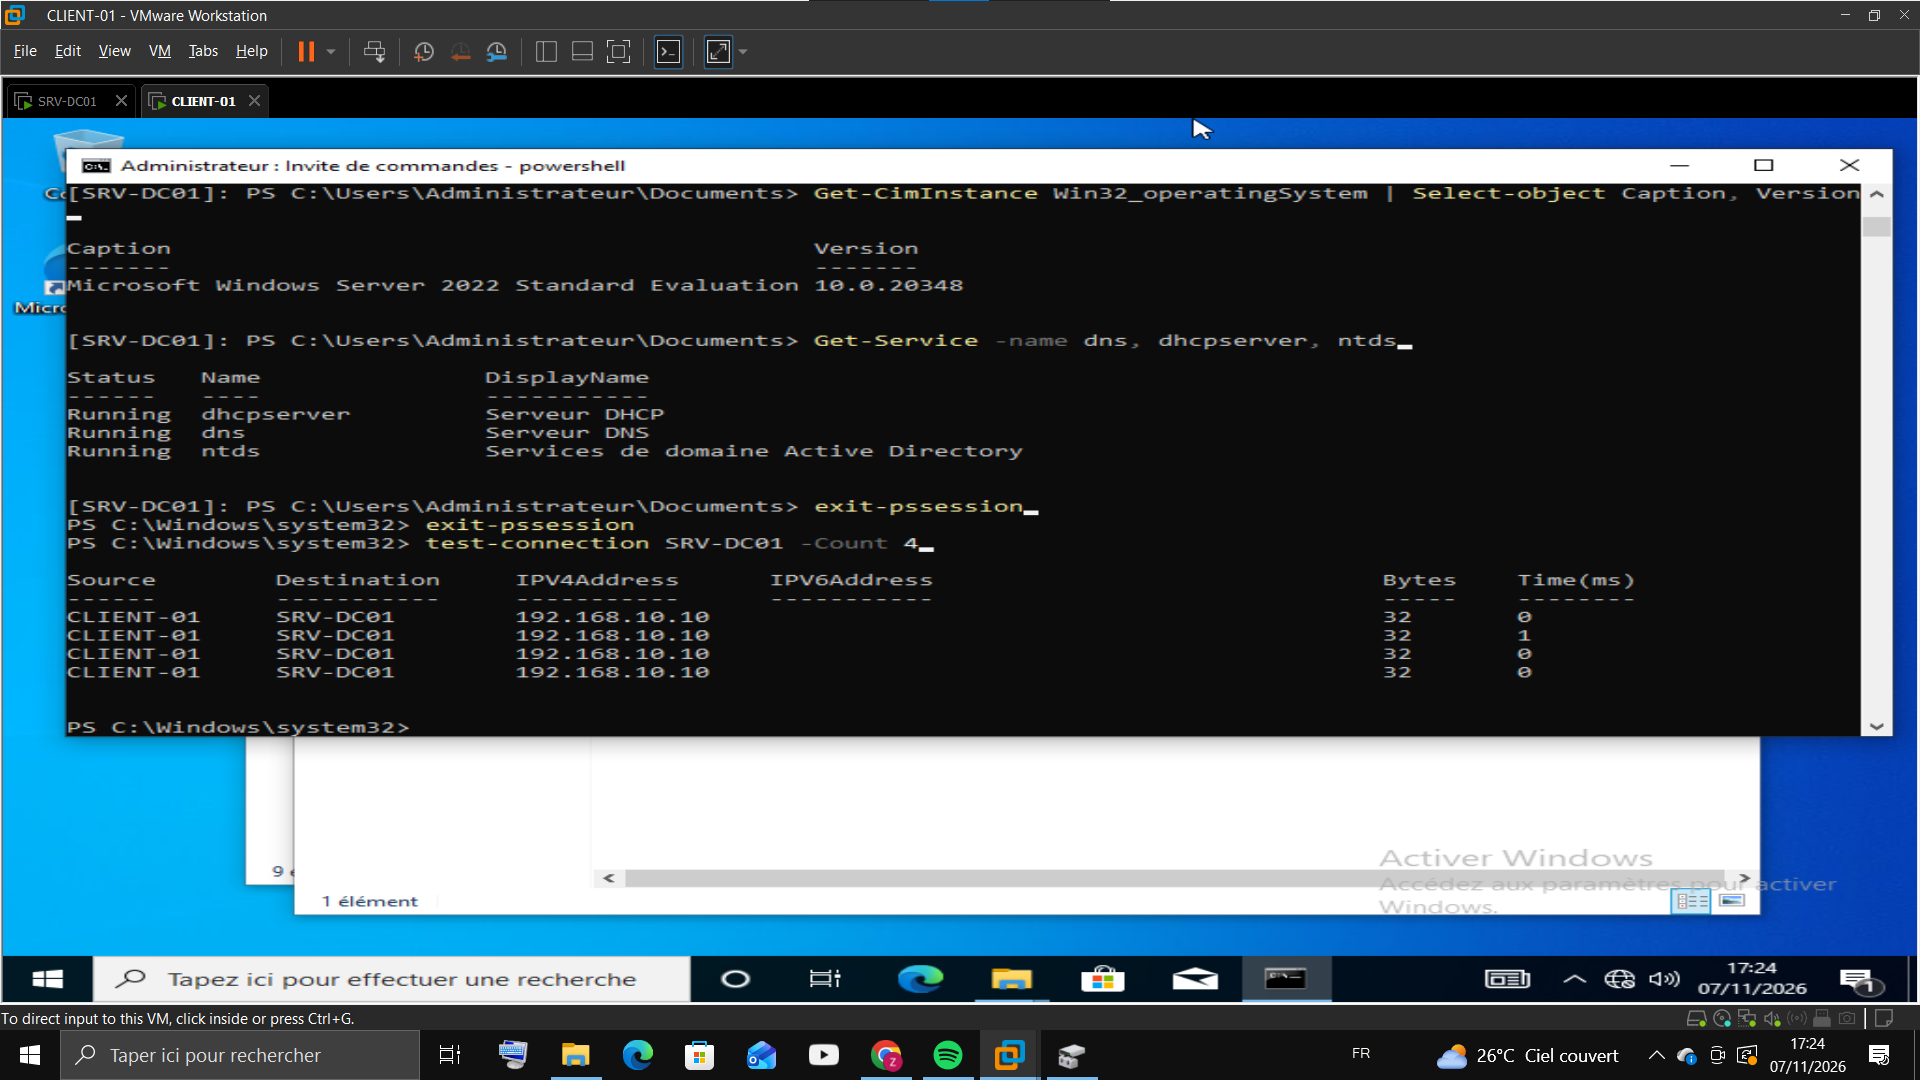 CLIENT-01 - VMware Workstation
File Edit View VM Tabs Help
SRV-DC01 CLIENT-01
Administrateur : Invite de commandes - powershell
[SRV-DC01]: PS C:\Users\Administrateur\Documents> Get-CimInstance Win32_operatingSystem | Select-object Caption, Version
Caption Version
------- -------
Microsoft Windows Server 2022 Standard Evaluation 10.0.20348
[SRV-DC01]: PS C:\Users\Administrateur\Documents> Get-Service -name dns, dhcpserver, ntds
Status Name DisplayName
------ ---- -----------
Running dhcpserver Serveur DHCP
Running dns Serveur DNS
Running ntds Services de domaine Active Directory
[SRV-DC01]: PS C:\Users\Administrateur\Documents> exit-pssession
PS C:\Windows\system32> exit-pssession
PS C:\Windows\system32> test-connection SRV-DC01 -Count 4
Source Destination IPV4Address IPV6Address Bytes Time(ms)
------ ----------- ----------- ----------- ----- --------
CLIENT-01 SRV-DC01 192.168.10.10 32 0
CLIENT-01 SRV-DC01 192.168.10.10 32 1
CLIENT-01 SRV-DC01 192.168.10.10 32 0
CLIENT-01 SRV-DC01 192.168.10.10 32 0
PS C:\Windows\system32>
9
1 élément
Activer Windows
Accédez aux paramètres pour activer
Windows.
Tapez ici pour effectuer une recherche
17:24
07/11/2026
1
To direct input to this VM, click inside or press Ctrl+G.
Taper ici pour rechercher
FR
26°C Ciel couvert
17:24
07/11/2026